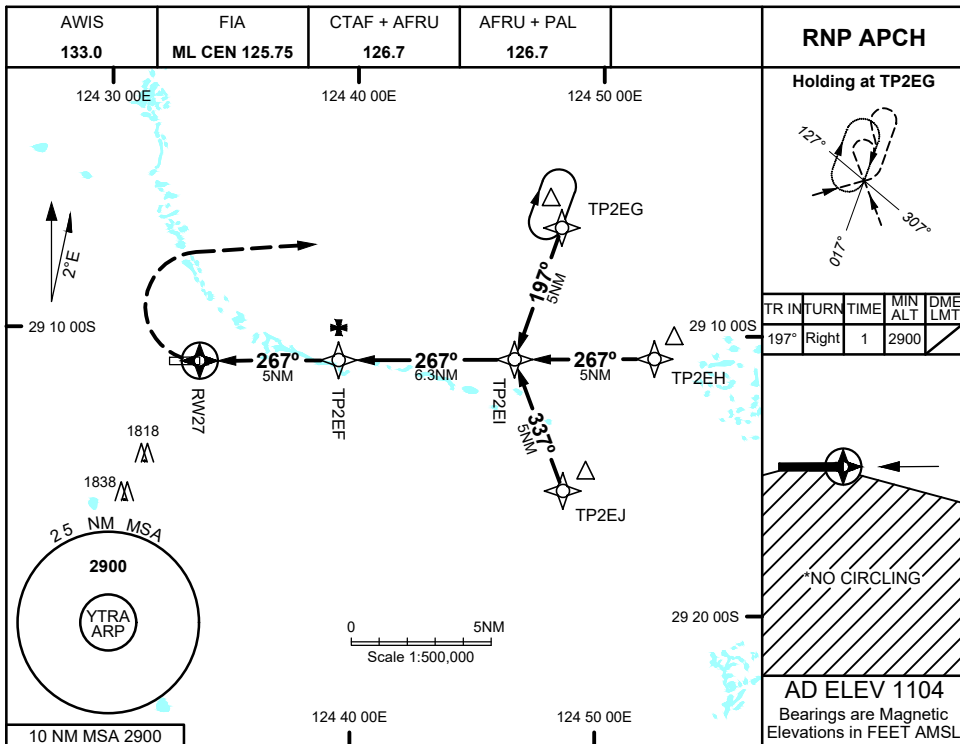 AWIS
133.0
FIA
ML CEN 125.75
CTAF + AFRU
126.7
AFRU + PAL
126.7
RNP APCH
124 30 00E
124 40 00E
124 50 00E
Holding at TP2EG
127°
307°
017°
TR IN
TURN
TIME
MIN ALT
DME LMT
197°
Right
1
2900
2°E
TP2EG
197°
5NM
29 10 00S
29 10 00S
267°
5NM
267°
6.3NM
267°
5NM
RW27
TP2EF
TP2EI
TP2EH
337°
5NM
TP2EJ
1818
1838
25 NM MSA
2900
YTRA
ARP
0
5NM
Scale 1:500,000
29 20 00S
*NO CIRCLING
124 40 00E
124 50 00E
10 NM MSA 2900
AD ELEV 1104
Bearings are Magnetic
Elevations in FEET AMSL